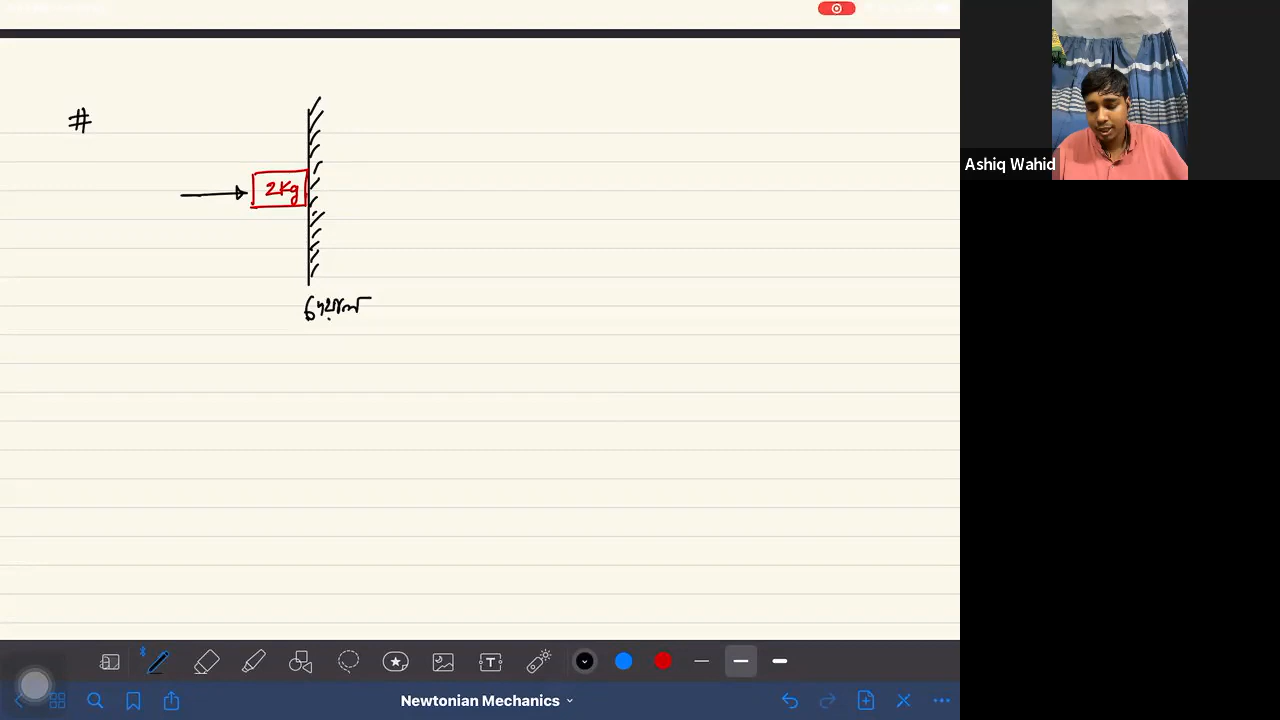 #
2Kg
দেয়াল
Ashiq Wahid
Newtonian Mechanics